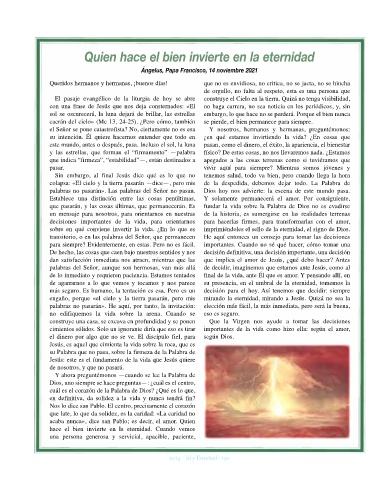 Quien hace el bien invierte en la eternidad
Ángelus, Papa Francisco, 14 noviembre 2021
Queridos hermanos y hermanas, ¡buenos días!
El pasaje evangélico de la liturgia de hoy se abre
con una frase de Jesús que nos deja consternados: «El
sol se oscurecerá, la luna dejará de brillar, las estrellas
caerán del cielo» (Mc 13, 24-25). ¿Pero cómo, también
el Señor se pone catastrofista? No, ciertamente no es esa
su intención. Él quiere hacernos entender que todo en
este mundo, antes o después, pasa. Incluso el sol, la luna
y las estrellas, que forman el “firmamento” —palabra
que indica “firmeza”, “estabilidad”—, están destinadas a
pasar.
Sin embargo, al final Jesús dice qué es lo que no
colapsa: «El cielo y la tierra pasarán —dice—, pero mis
palabras no pasarán». Las palabras del Señor no pasan.
Establece una distinción entre las cosas penúltimas,
que pasarán, y las cosas últimas, que permanecerán. Es
un mensaje para nosotros, para orientarnos en nuestras
decisiones importantes de la vida, para orientarnos
sobre en qué conviene invertir la vida. ¿En lo que es
transitorio, o en las palabras del Señor, que permanecen
para siempre? Evidentemente, en estas. Pero no es fácil.
De hecho, las cosas que caen bajo nuestros sentidos y nos
dan satisfacción inmediata nos atraen, mientras que las
palabras del Señor, aunque son hermosas, van más allá
de lo inmediato y requieren paciencia. Estamos tentados
de agarrarnos a lo que vemos y tocamos y nos parece
más seguro. Es humano, la tentación es esa. Pero es un
engaño, porque «el cielo y la tierra pasarán, pero mis
palabras no pasarán». He aquí, por tanto, la invitación:
no edifiquemos la vida sobre la arena. Cuando se
construye una casa, se excava en profundidad y se ponen
cimientos sólidos. Solo un ignorante diría que eso es tirar
el dinero por algo que no se ve. El discípulo fiel, para
Jesús, es aquel que cimienta la vida sobre la roca, que es
su Palabra que no pasa, sobre la firmeza de la Palabra de
Jesús: este es el fundamento de la vida que Jesús quiere
de nosotros, y que no pasará.
Y ahora preguntémonos —cuando se lee la Palabra de
Dios, uno siempre se hace preguntas—: ¿cuál es el centro,
cuál es el corazón de la Palabra de Dios? ¿Qué es lo que,
en definitiva, da solidez a la vida y nunca tendrá fin?
Nos lo dice san Pablo. El centro, precisamente el corazón
que late, lo que da solidez, es la caridad: «La caridad no
acaba nunca», dice san Pablo; es decir, el amor. Quien
hace el bien invierte en la eternidad. Cuando vemos
una persona generosa y servicial, apacible, paciente,
que no es envidiosa, no critica, no se jacta, no se hincha
de orgullo, no falta al respeto, esta es una persona que
construye el Cielo en la tierra. Quizá no tenga visibilidad,
no haga carrera, no sea noticia en los periódicos, y, sin
embargo, lo que hace no se perderá. Porque el bien nunca
se pierde, el bien permanece para siempre.
Y nosotros, hermanos y hermanas, preguntémonos:
¿en qué estamos invirtiendo la vida? ¿En cosas que
pasan, como el dinero, el éxito, la apariencia, el bienestar
físico? De estas cosas, no nos llevaremos nada. ¿Estamos
apegados a las cosas terrenas como si tuviéramos que
vivir aquí para siempre? Mientras somos jóvenes y
tenemos salud, todo va bien, pero cuando llega la hora
de la despedida, debemos dejar todo. La Palabra de
Dios hoy nos advierte: la escena de este mundo pasa.
Y solamente permanecerá el amor. Por consiguiente,
fundar la vida sobre la Palabra de Dios no es evadirse
de la historia, es sumergirse en las realidades terrenas
para hacerlas firmes, para transformarlas con el amor,
imprimiéndoles el sello de la eternidad, el signo de Dios.
He aquí entonces un consejo para tomar las decisiones
importantes. Cuando no sé qué hacer, cómo tomar una
decisión definitiva, una decisión importante, una decisión
que implica el amor de Jesús, ¿qué debo hacer? Antes
de decidir, imaginemos que estamos ante Jesús, como al
final de la vida, ante Él que es amor. Y pensando allí, en
su presencia, en el umbral de la eternidad, tomemos la
decisión para el hoy. Así tenemos que decidir: siempre
mirando la eternidad, mirando a Jesús. Quizá no sea la
elección más fácil, la más inmediata, pero será la buena,
eso es seguro.
Que la Virgen nos ayude a tomar las decisiones
importantes de la vida como hizo ella: según el amor,
según Dios.